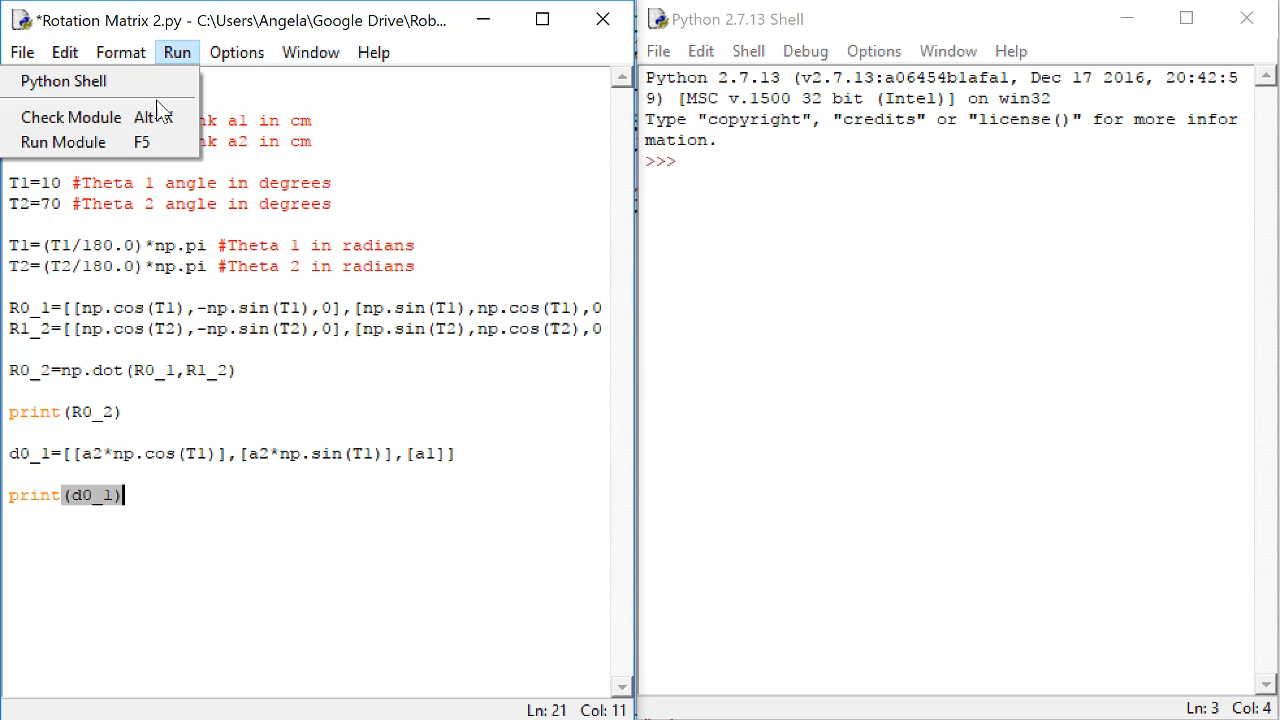 *Rotation Matrix 2.py - C:\Users\Angela\Google Drive\Rob...
File Edit Format Run Options Window Help
Python Shell
Check Module Alt+X
Run Module F5
nk a1 in cm
nk a2 in cm
T1=10 #Theta 1 angle in degrees
T2=70 #Theta 2 angle in degrees
T1=(T1/180.0)*np.pi #Theta 1 in radians
T2=(T2/180.0)*np.pi #Theta 2 in radians
R0_1=[[np.cos(T1),-np.sin(T1),0],[np.sin(T1),np.cos(T1),0
R1_2=[[np.cos(T2),-np.sin(T2),0],[np.sin(T2),np.cos(T2),0
R0_2=np.dot(R0_1,R1_2)
print(R0_2)
d0_1=[[a2*np.cos(T1)],[a2*np.sin(T1)],[a1]]
print(d0_1)
Ln: 21 Col: 11
Python 2.7.13 Shell
File Edit Shell Debug Options Window Help
Python 2.7.13 (v2.7.13:a06454b1afa1, Dec 17 2016, 20:42:5
9) [MSC v.1500 32 bit (Intel)] on win32
Type "copyright", "credits" or "license()" for more infor
mation.
>>>
Ln: 3 Col: 4